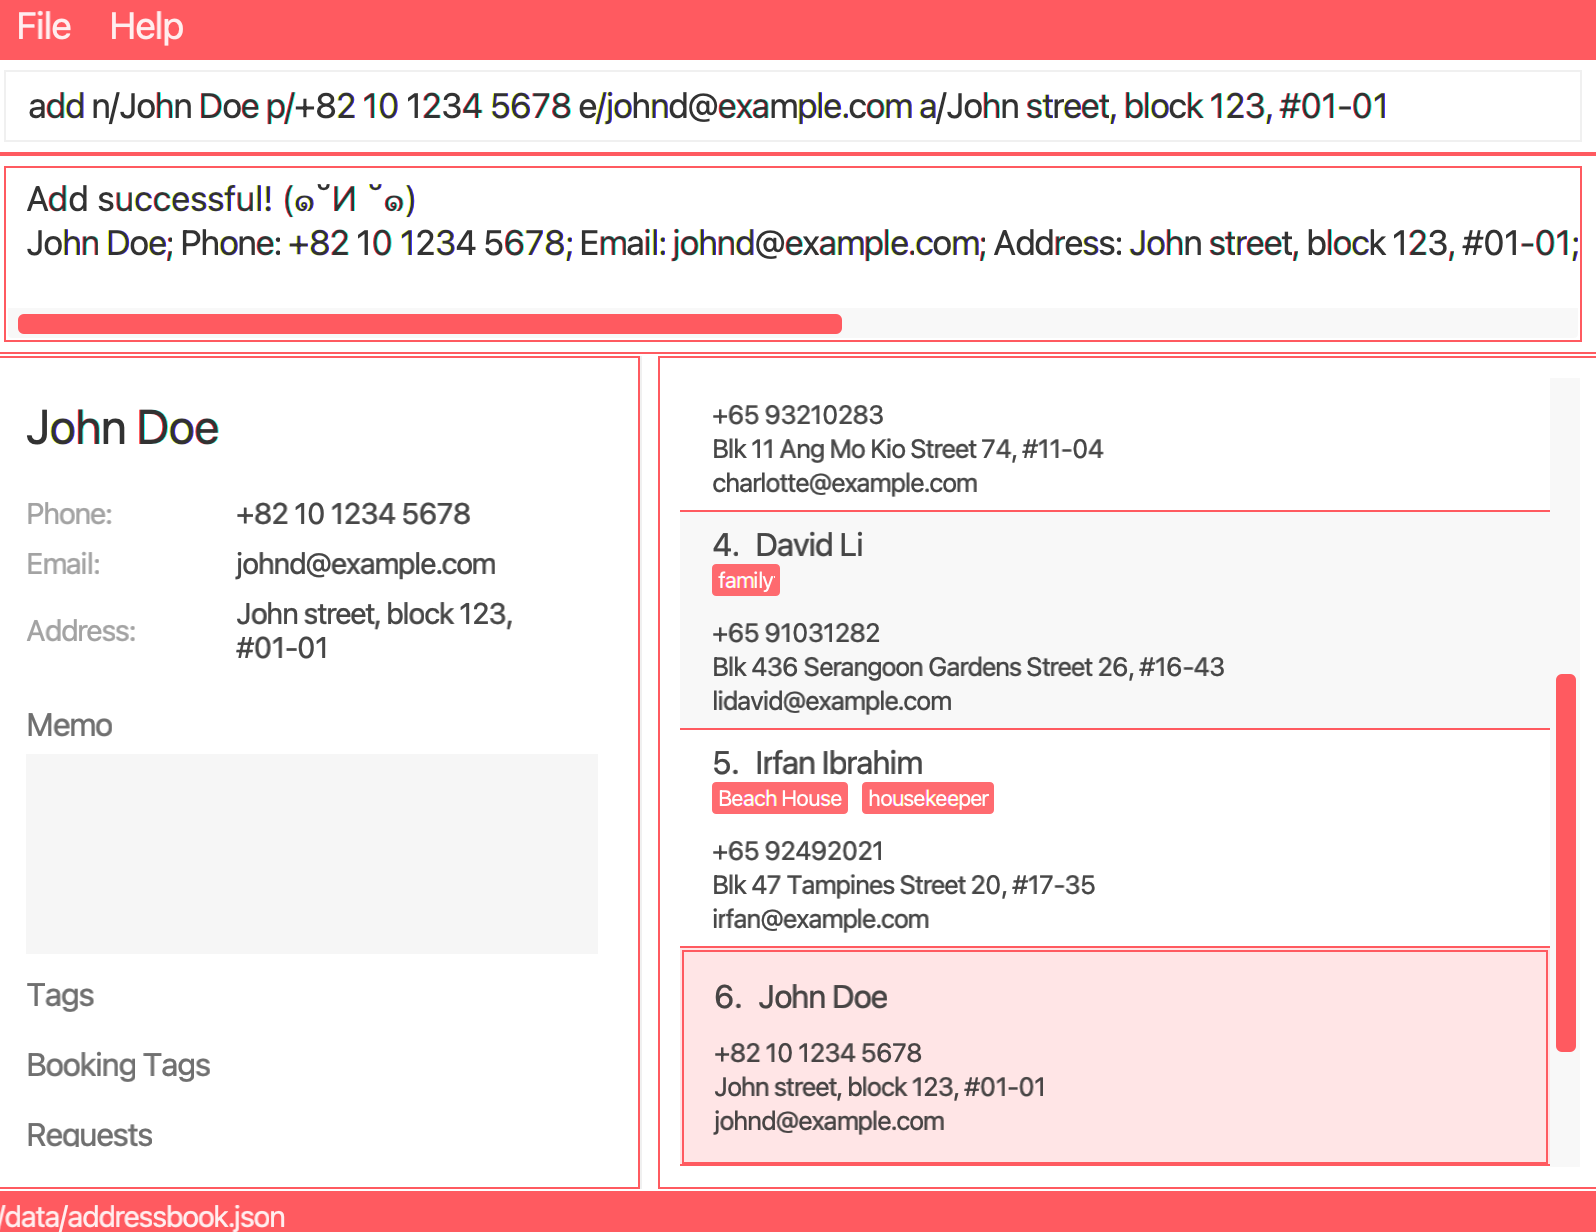 File Help
add n/John Doe p/+82 10 1234 5678 e/johnd@example.com a/John street, block 123, #01-01
Add successful! (๑˘И ˘๑)
John Doe; Phone: +82 10 1234 5678; Email: johnd@example.com; Address: John street, block 123, #01-01;
John Doe
Phone: +82 10 1234 5678
Email: johnd@example.com
Address: John street, block 123,
#01-01
Memo
Tags
Booking Tags
Requests
+65 93210283
Blk 11 Ang Mo Kio Street 74, #11-04
charlotte@example.com
4. David Li
family
+65 91031282
Blk 436 Serangoon Gardens Street 26, #16-43
lidavid@example.com
5. Irfan Ibrahim
Beach House housekeeper
+65 92492021
Blk 47 Tampines Street 20, #17-35
irfan@example.com
6. John Doe
+82 10 1234 5678
John street, block 123, #01-01
johnd@example.com
/data/addressbook.json